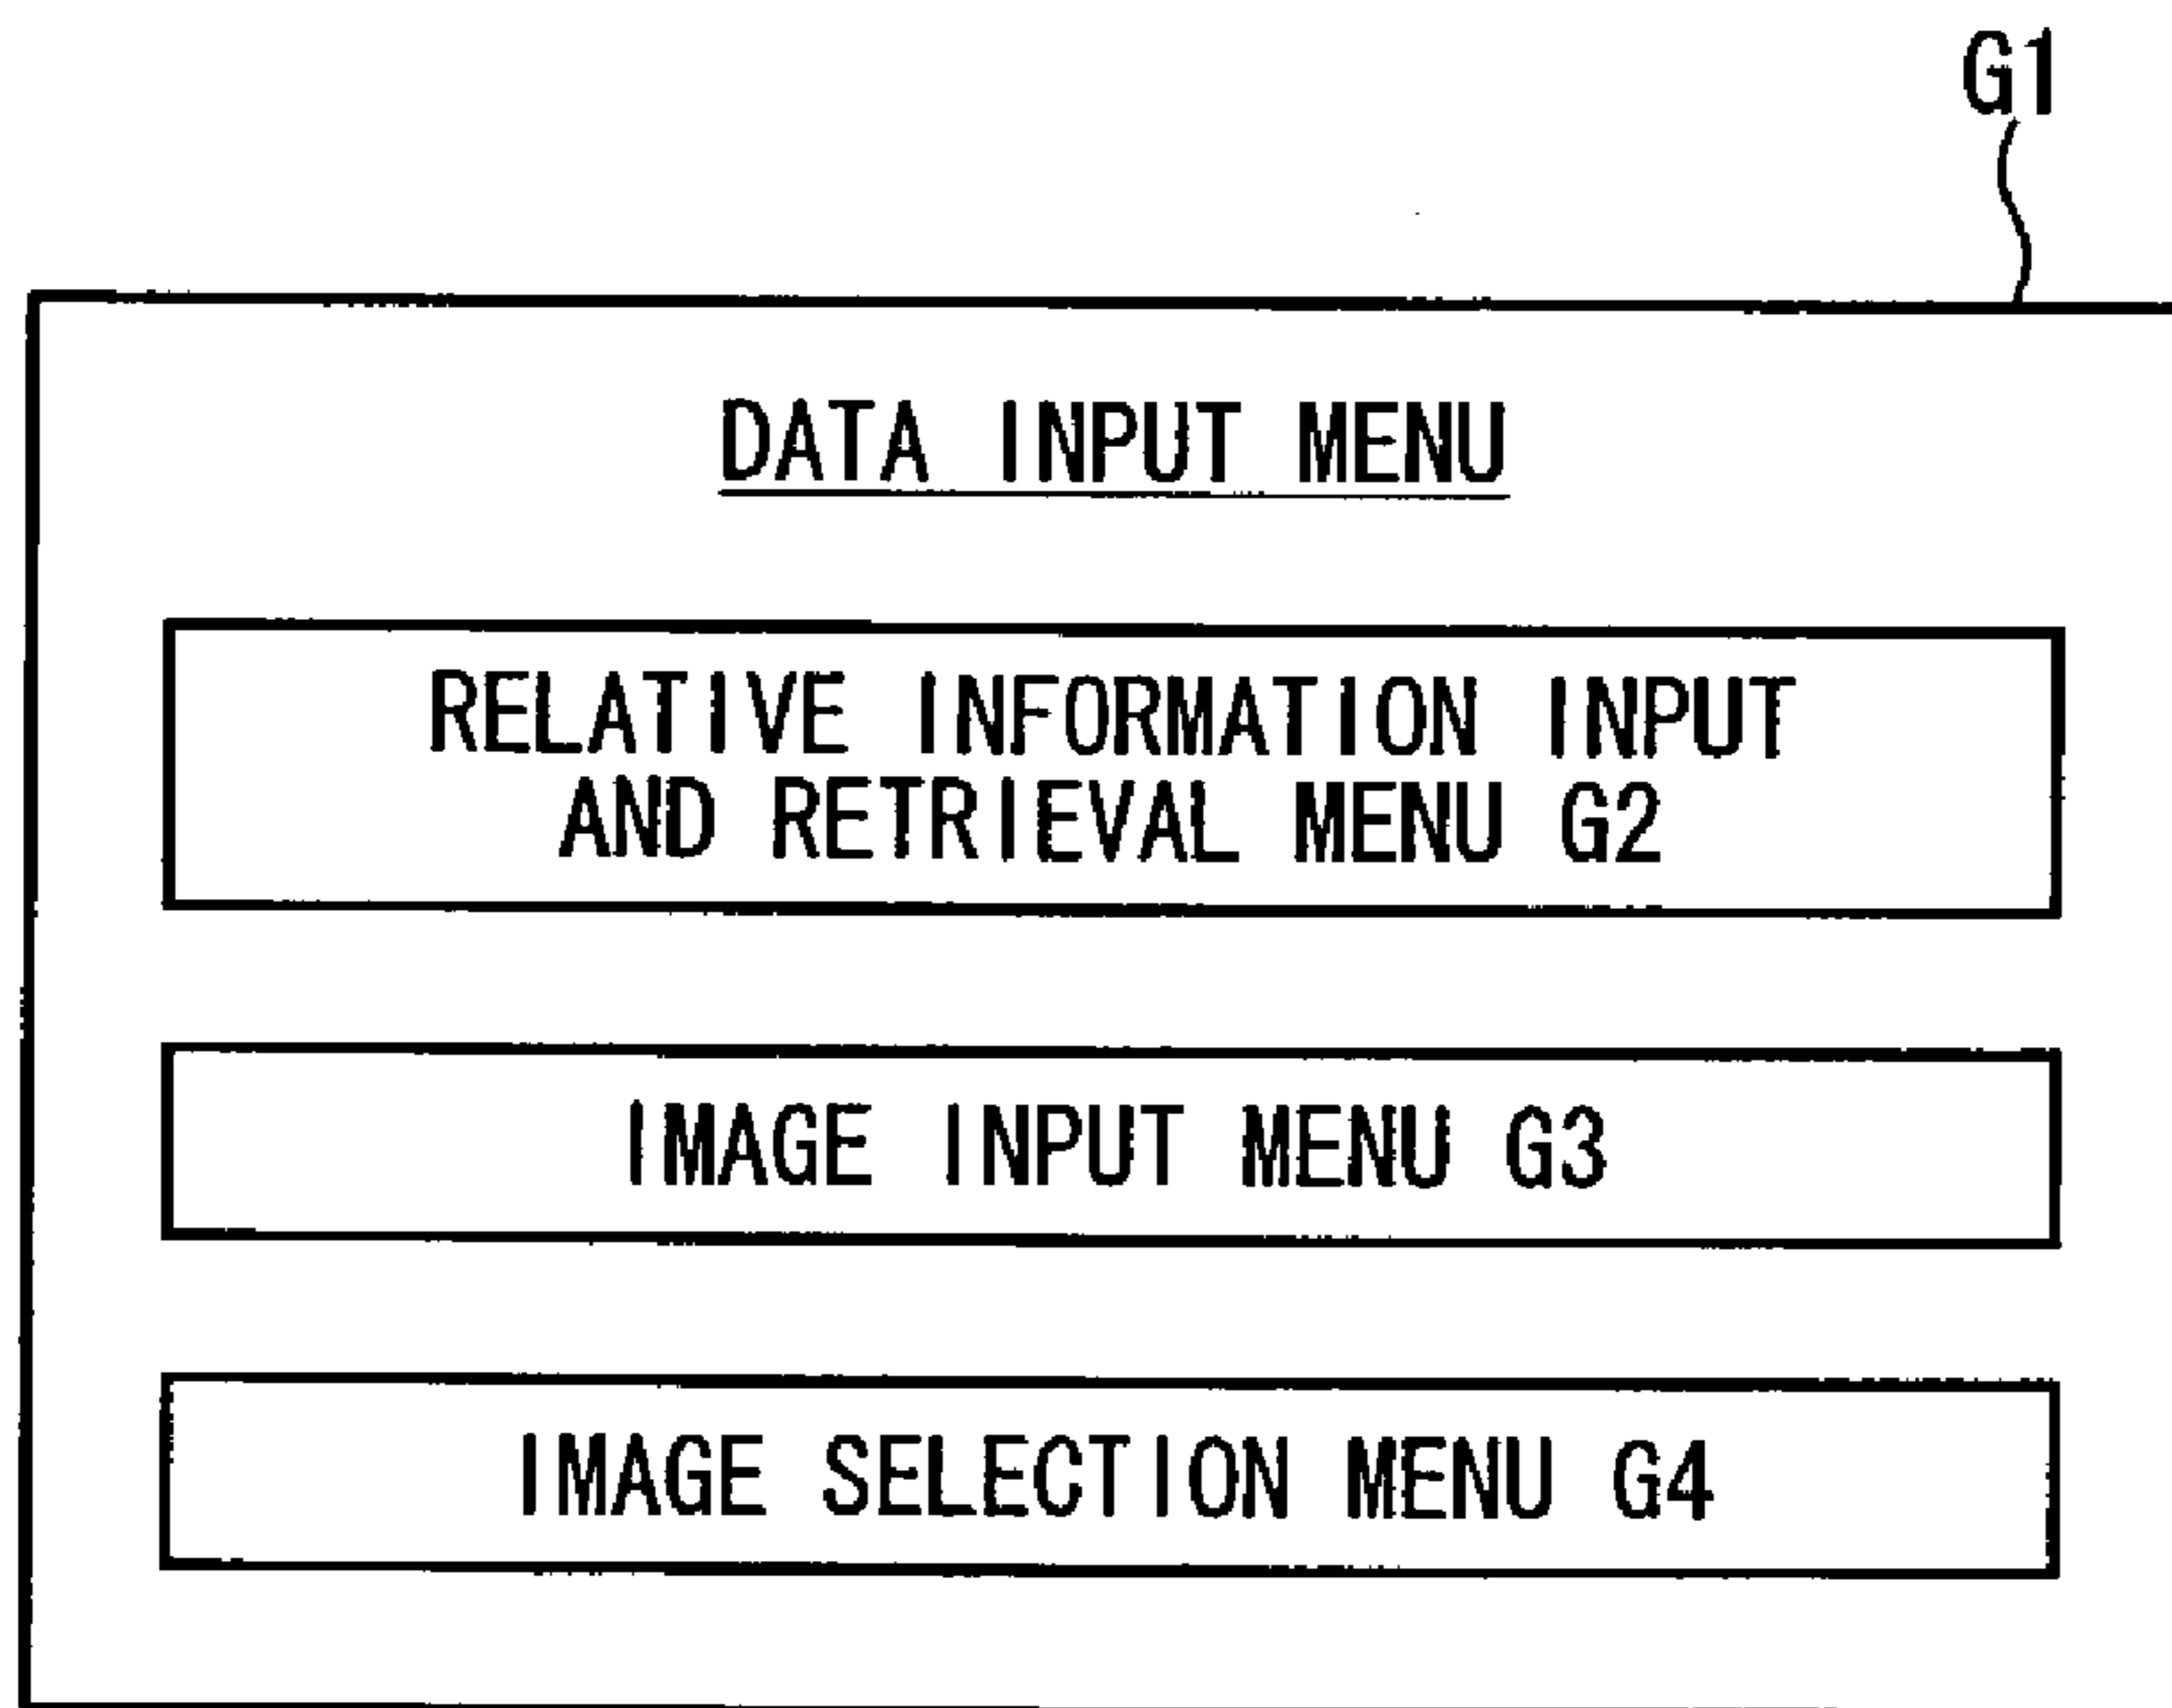 G1
DATA INPUT MENU
RELATIVE INFORMATION INPUT
AND RETRIEVAL MENU G2
IMAGE INPUT MENU G3
IMAGE SELECTION MENU G4